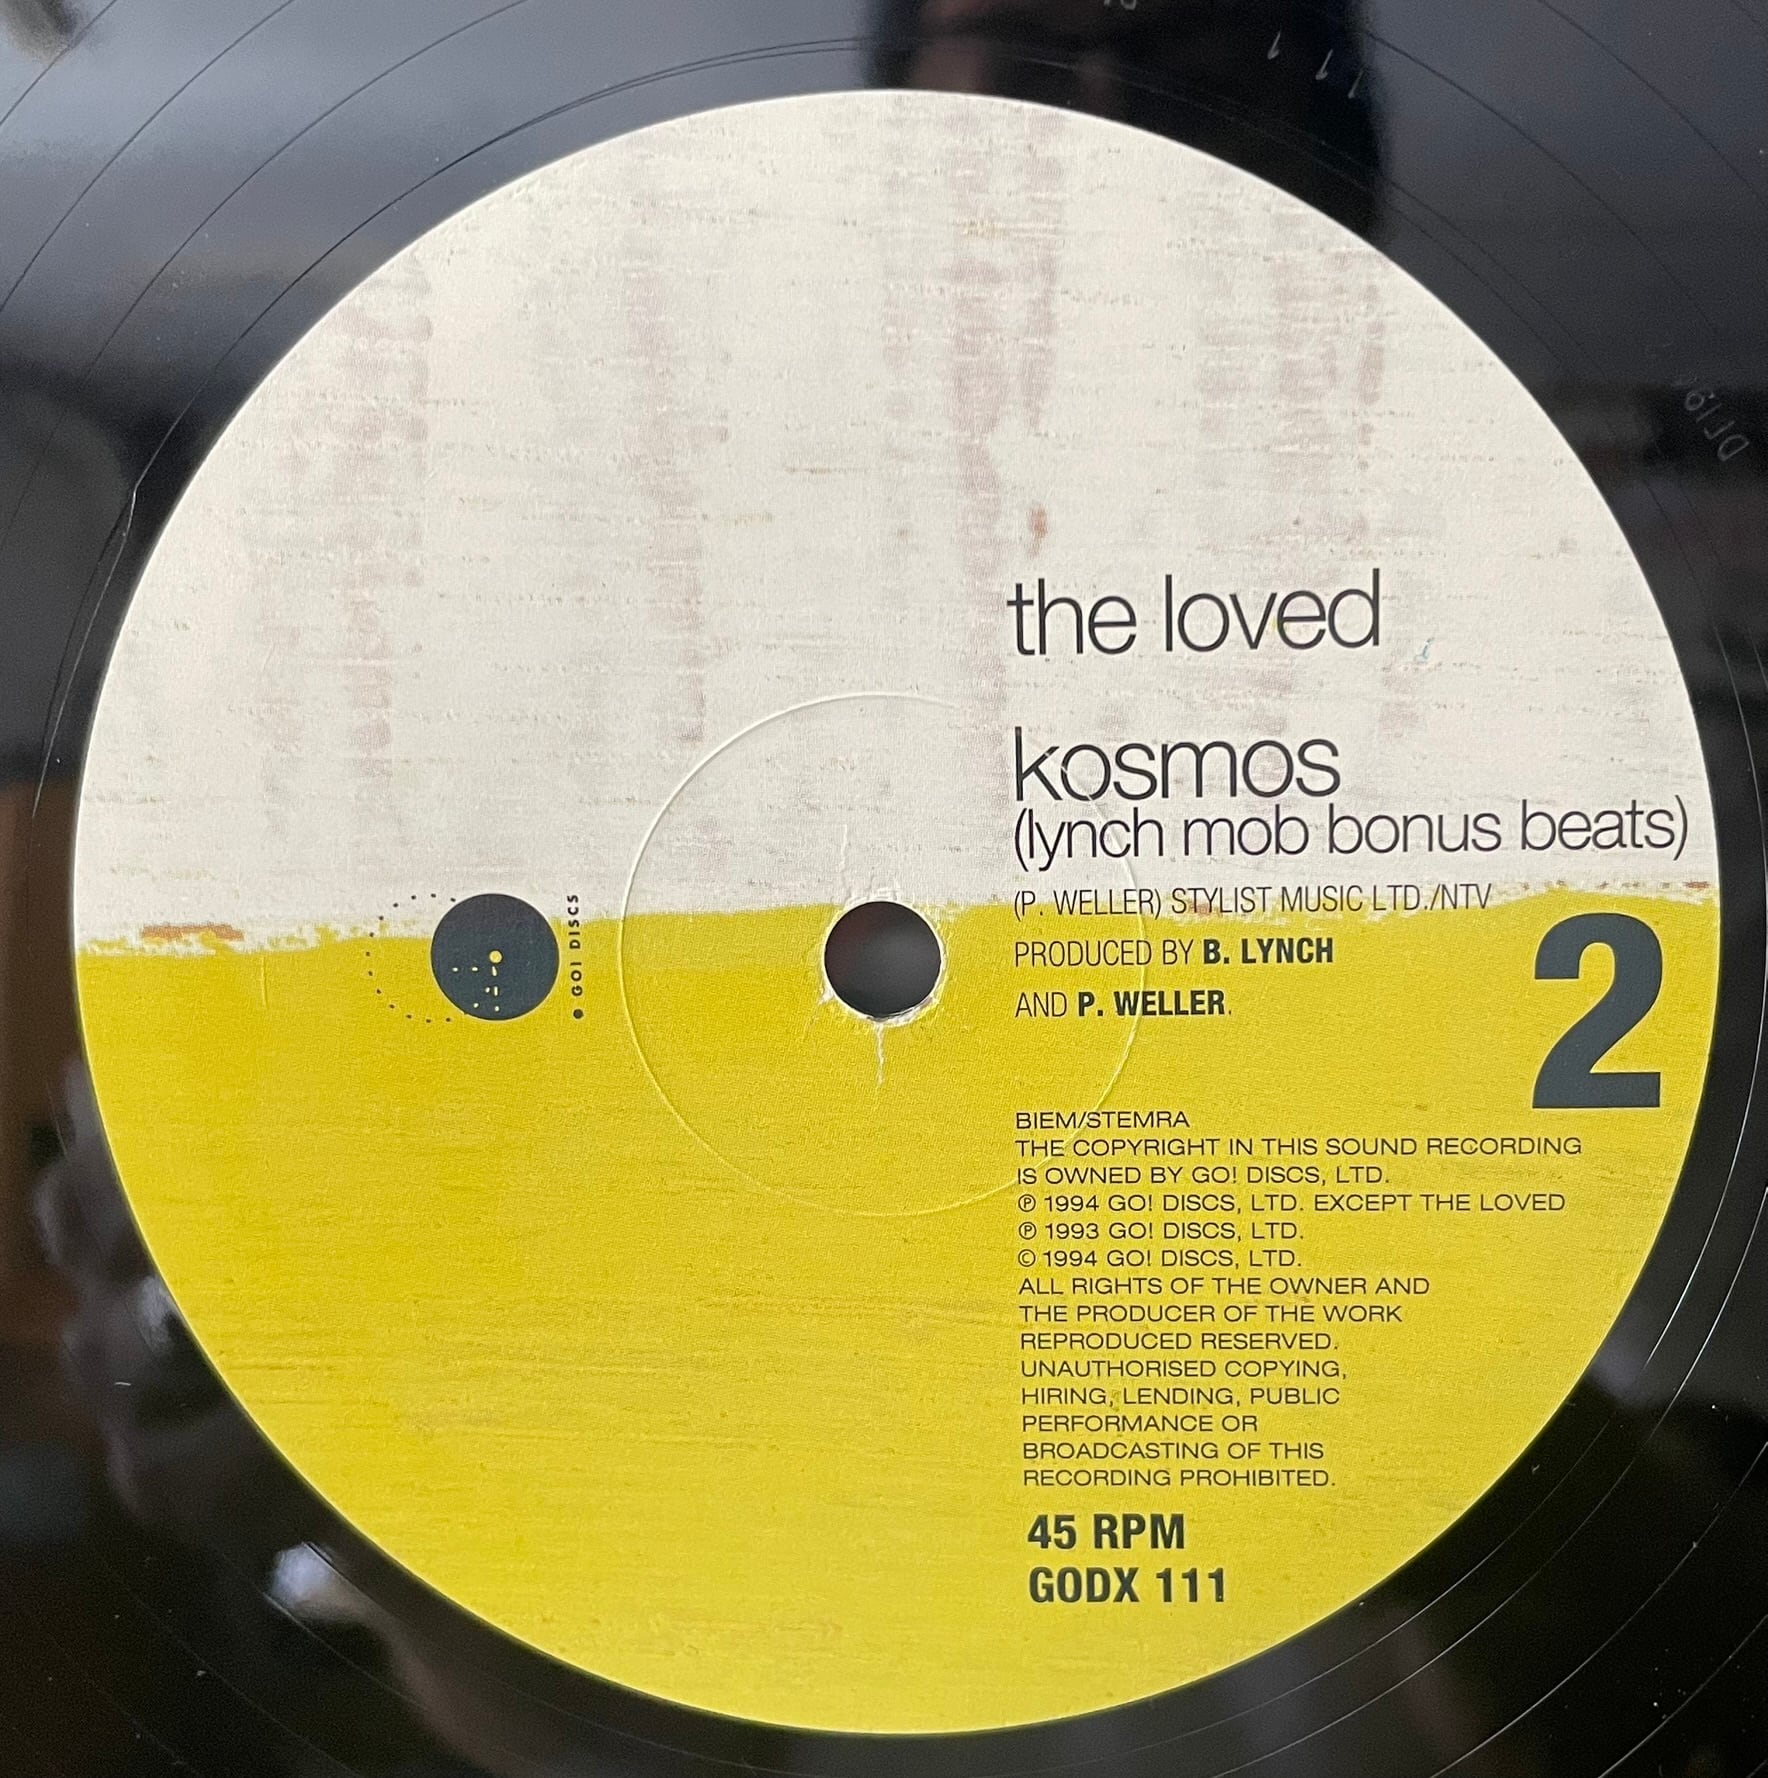 the loved
kosmos
(lynch mob bonus beats)
(P. WELLER) STYLIST MUSIC LTD./NTV
PRODUCED BY B. LYNCH
AND P. WELLER.
2
GO! DISCS
BIEM/STEMRA
THE COPYRIGHT IN THIS SOUND RECORDING
IS OWNED BY GO! DISCS, LTD.
℗ 1994 GO! DISCS, LTD. EXCEPT THE LOVED
℗ 1993 GO! DISCS, LTD.
© 1994 GO! DISCS, LTD.
ALL RIGHTS OF THE OWNER AND
THE PRODUCER OF THE WORK
REPRODUCED RESERVED.
UNAUTHORISED COPYING,
HIRING, LENDING, PUBLIC
PERFORMANCE OR
BROADCASTING OF THIS
RECORDING PROHIBITED.
45 RPM
GODX 111